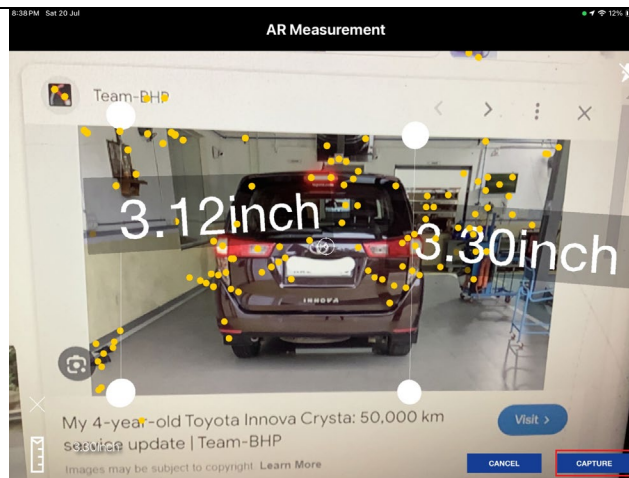 8:38 PM Sat 20 Jul
12%
AR Measurement
Team-BHP
3.12inch
3.30inch
INNOVA
My 4-year-old Toyota Innova Crysta: 50,000 km
service update | Team-BHP
Visit >
3.30inch
Images may be subject to copyright. Learn More
CANCEL
CAPTURE